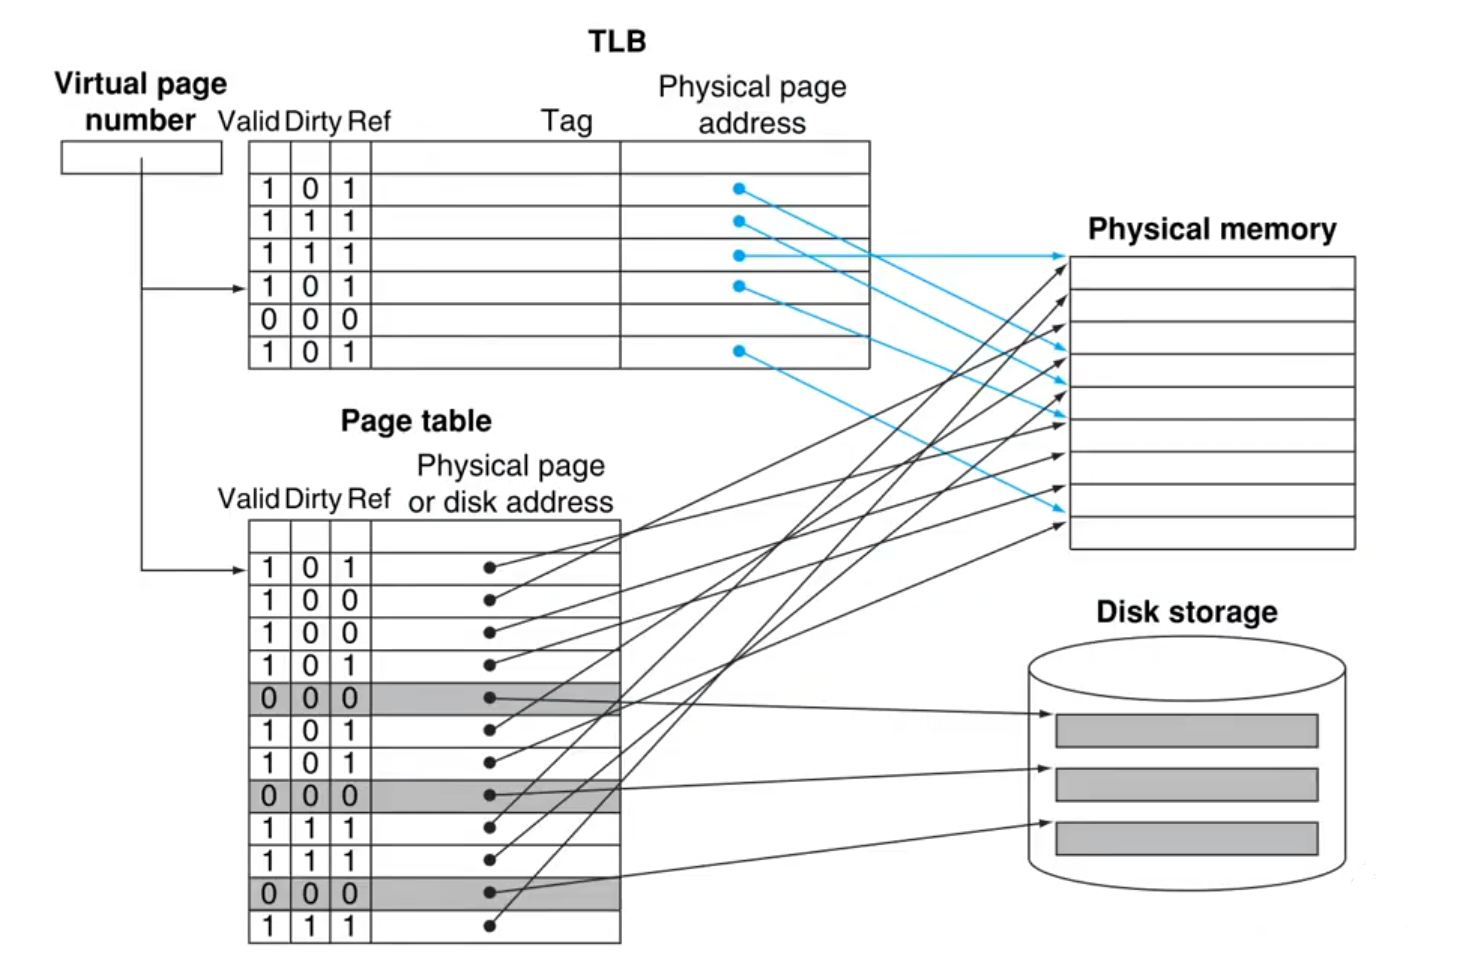 TLB
Virtual page
number
Valid Dirty Ref
Tag
Physical page
address
1 0 1
1 1 1
1 1 1
1 0 1
0 0 0
1 0 1
Physical memory
Page table
Physical page
or disk address
Valid Dirty Ref
1 0 1
1 0 0
1 0 0
1 0 1
0 0 0
1 0 1
1 0 1
0 0 0
1 1 1
1 1 1
0 0 0
1 1 1
Disk storage